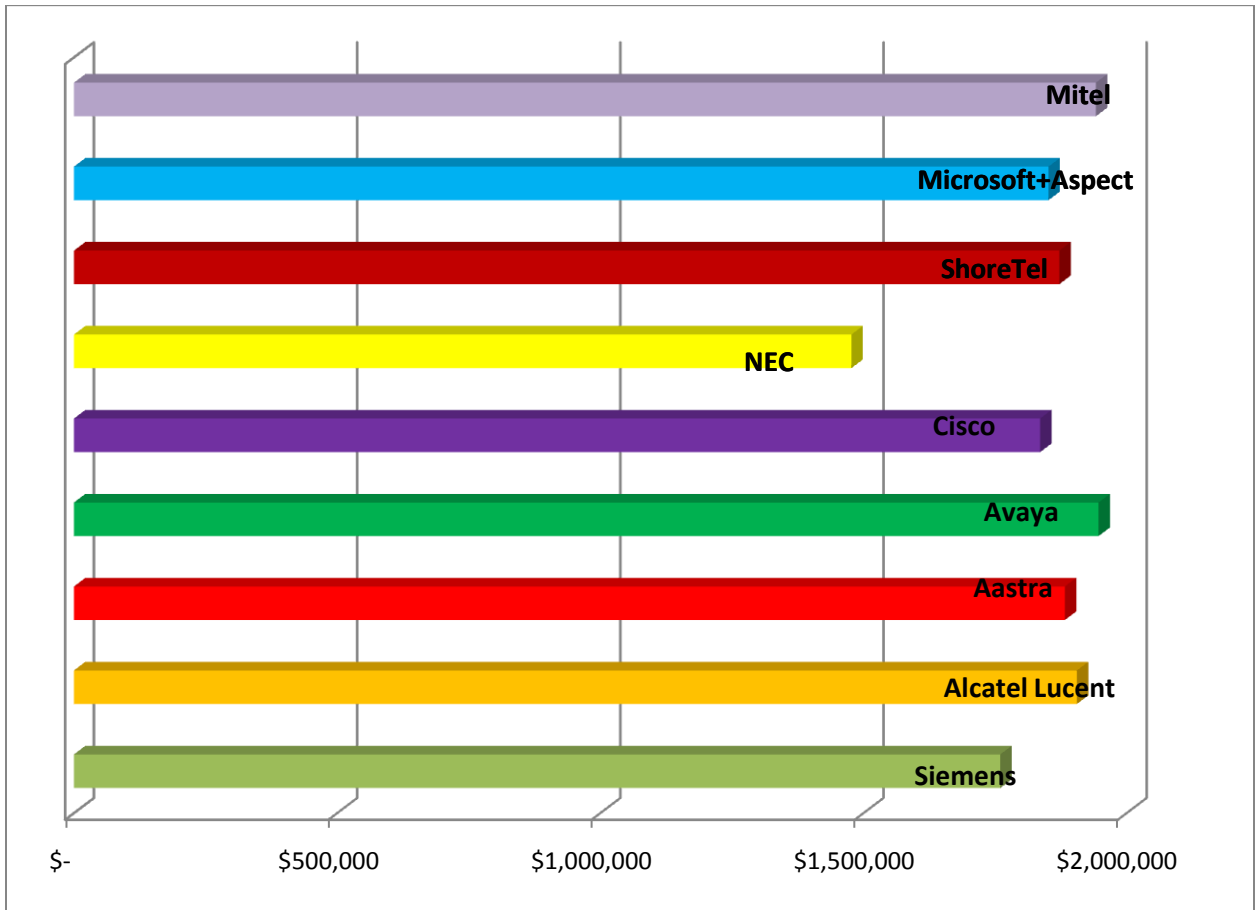 Mitel
Microsoft+Aspect
ShoreTel
NEC
Cisco
Avaya
Aastra
Alcatel Lucent
Siemens
$- $500,000 $1,000,000 $1,500,000 $2,000,000